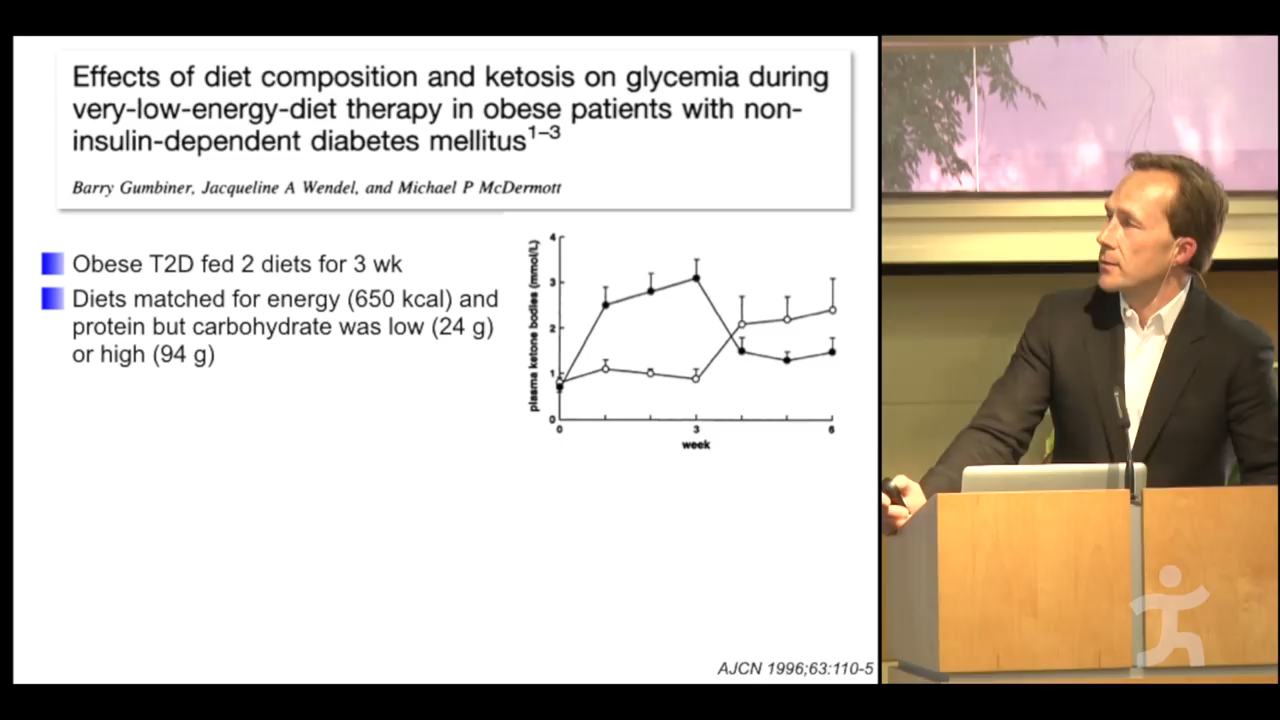 Effects of diet composition and ketosis on glycemia during
very-low-energy-diet therapy in obese patients with non-
insulin-dependent diabetes mellitus1–3
Barry Gumbiner, Jacqueline A Wendel, and Michael P McDermott
Obese T2D fed 2 diets for 3 wk
Diets matched for energy (650 kcal) and
protein but carbohydrate was low (24 g)
or high (94 g)
plasma ketone bodies (mmol/L)
4
3
2
1
0
0 3 6
week
AJCN 1996;63:110-5